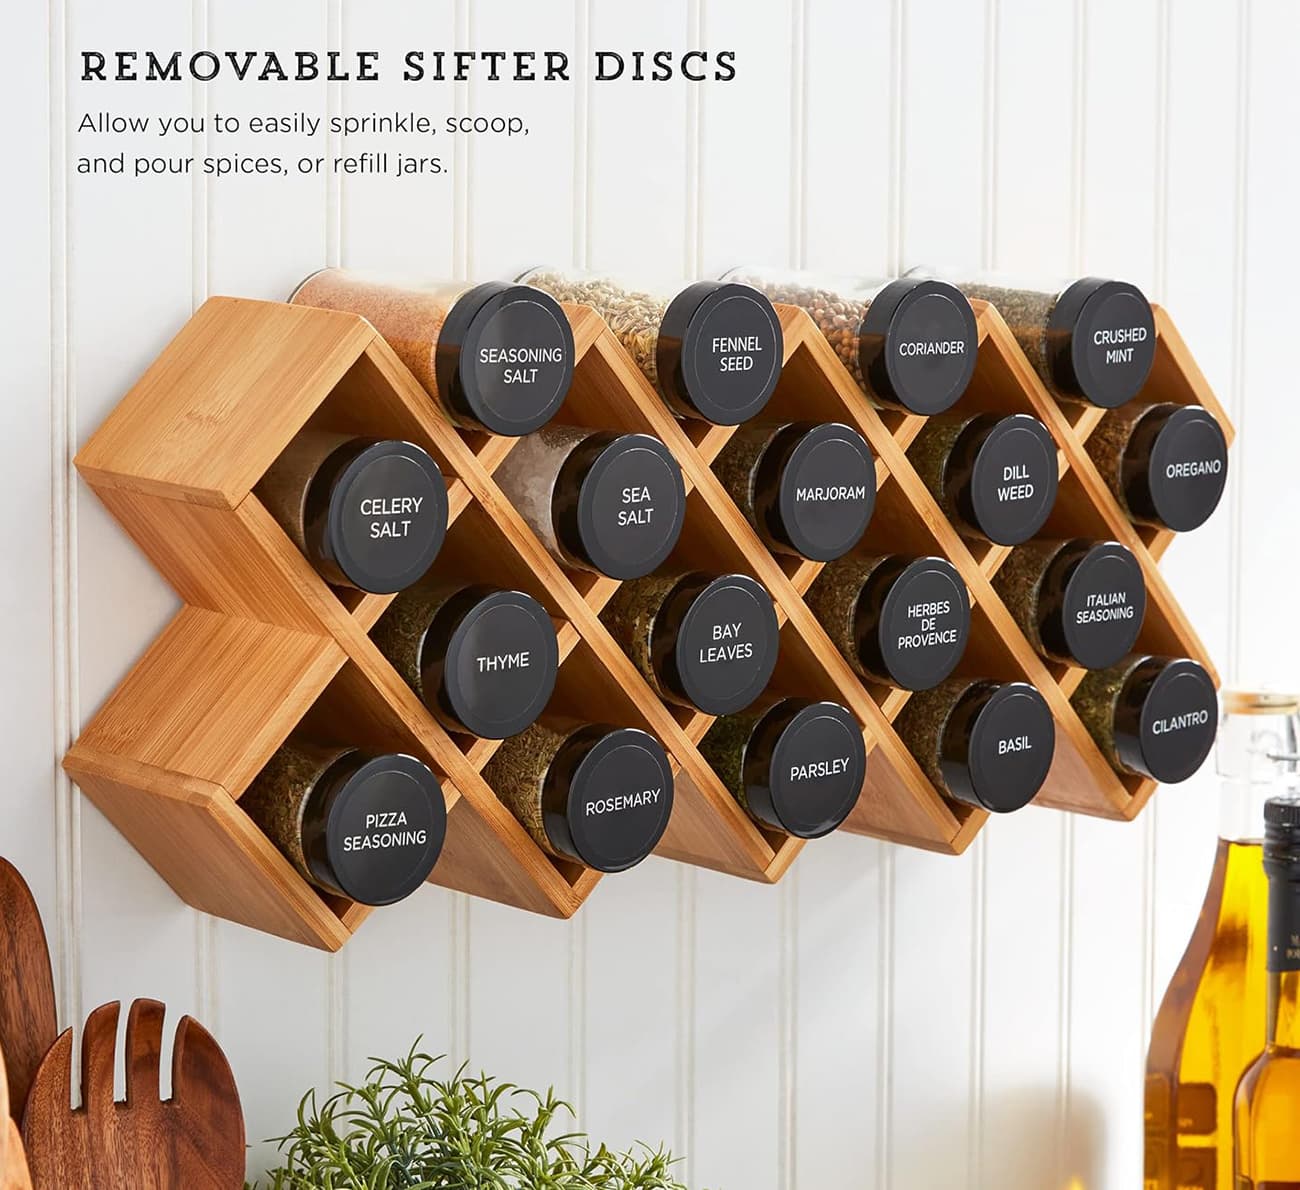 REMOVABLE SIFTER DISCS
Allow you to easily sprinkle, scoop,
and pour spices, or refill jars.
SEASONING
SALT
FENNEL
SEED
CORIANDER
CRUSHED
MINT
CELERY
SALT
SEA
SALT
MARJORAM
DILL
WEED
OREGANO
THYME
BAY
LEAVES
HERBES
DE
PROVENCE
ITALIAN
SEASONING
PIZZA
SEASONING
ROSEMARY
PARSLEY
BASIL
CILANTRO